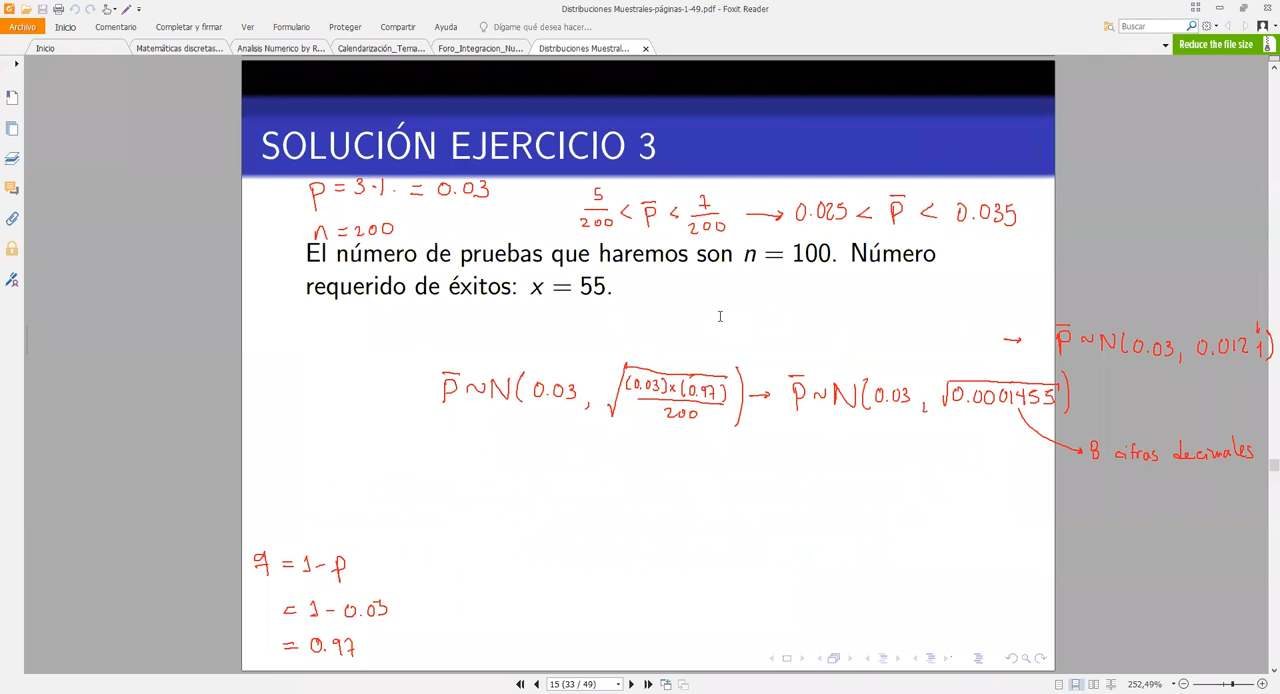 Distribuciones Muestrales-páginas-1-49.pdf - Foxit Reader
Archivo Inicio Comentario Completar y firmar Ver Formulario Proteger Compartir Ayuda Dígame qué desea hacer... Buscar
Inicio Matemáticas discretas... Analisis Numerico by R... Calendarización_Tema... Foro_Integracion_Nu... Distribuciones Muestral... Reduce the file size
SOLUCIÓN EJERCICIO 3
p = 3 % = 0.03
n = 200
5/200 < p̅ < 7/200 → 0.025 < p̅ < 0.035
El número de pruebas que haremos son n = 100. Número
requerido de éxitos: x = 55.
→ p̅ ~ N(0.03, 0.0121)
p̅ ~ N(0.03, √((0.03)x(0.97)/200)) → p̅ ~ N(0.03, √0.0001455)
8 cifras decimales
q = 1 - p
= 1 - 0.03
= 0.97
15 (33 / 49) 252,49%